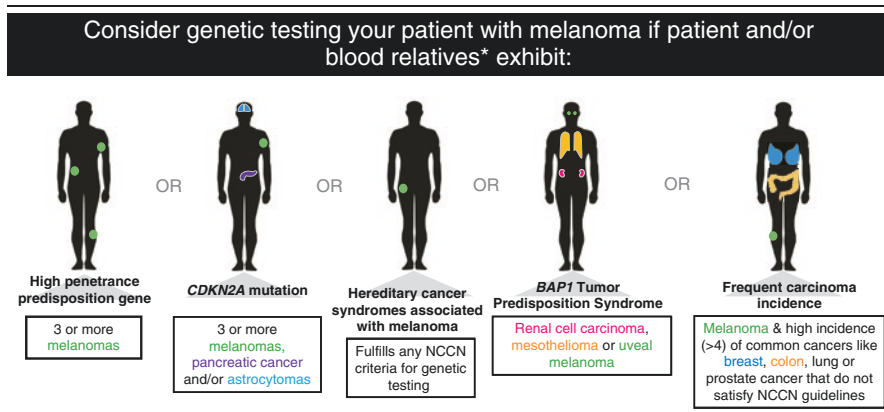 Consider genetic testing your patient with melanoma if patient and/or
blood relatives* exhibit:
OR
OR
OR
OR
High penetrance
predisposition gene
3 or more
melanomas
CDKN2A mutation
3 or more
melanomas,
pancreatic cancer
and/or astrocytomas
Hereditary cancer
syndromes associated
with melanoma
Fulfills any NCCN
criteria for genetic
testing
BAP1 Tumor
Predisposition Syndrome
Renal cell carcinoma,
mesothelioma or uveal
melanoma
Frequent carcinoma
incidence
Melanoma & high incidence
(>4) of common cancers like
breast, colon, lung or
prostate cancer that do not
satisfy NCCN guidelines